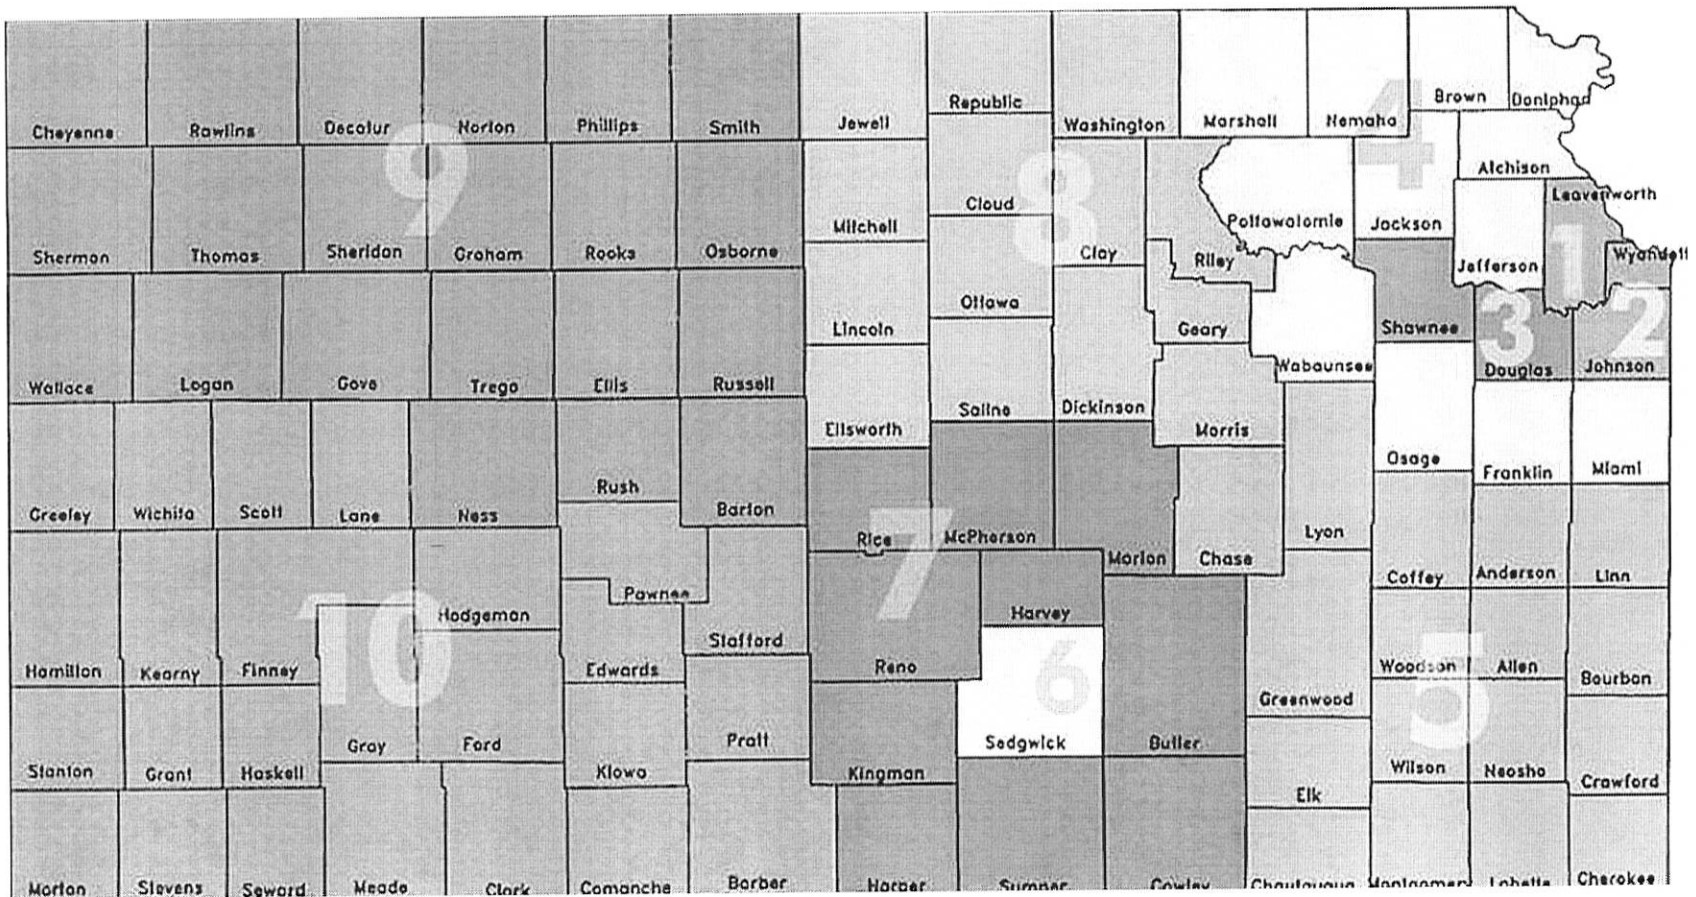 Cheyenne Rawlins Decatur Norton Phillips Smith Jewell Republic Washington Marshall Nemaha Brown Doniphan
9 8 4
Sherman Thomas Sheridan Graham Rooks Osborne Mitchell Cloud Clay Riley Pottawatomie Jackson Atchison Leavenworth
Jefferson 1 Wyandott
Wallace Logan Gove Trego Ellis Russell Lincoln Ottawa Geary Wabaunsee Shawnee 3 Douglas 2 Johnson
Ellsworth Saline Dickinson Morris Osage Franklin Miami
Greeley Wichita Scott Lane Ness Rush Barton Rice McPherson Marion Chase Lyon Coffey Anderson Linn
10 7
Hamilton Kearny Finney Hodgeman Pawnee Edwards Stafford Reno Harvey 6 Greenwood Woodson Allen Bourbon
5
Stanton Grant Haskell Gray Ford Kiowa Pratt Kingman Sedgwick Butler Elk Wilson Neosho Crawford
Morton Stevens Seward Meade Clark Comanche Barber Harper Sumner Cowley Chautauqua Montgomery Labette Cherokee